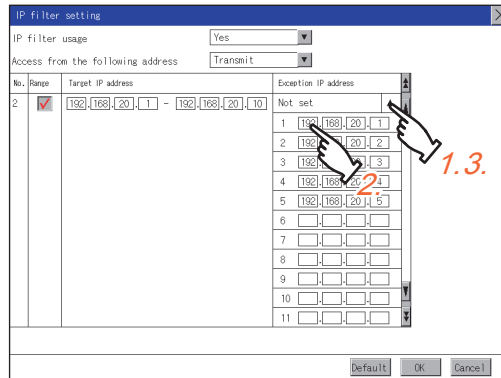 IP filter setting
IP filter usage Yes
Access from the following address Transmit
No. Range Target IP address Exception IP address
2 192.168.20.1 - 192.168.20.10 Not set
1 192.168.20.1
2 192.168.20.2
3 192.168.20.3
4 192.168.20.4
5 192.168.20.5
6 . . .
7 . . .
8 . . .
9 . . .
10 . . .
11 . . .
1.3.
2.
Default OK Cancel